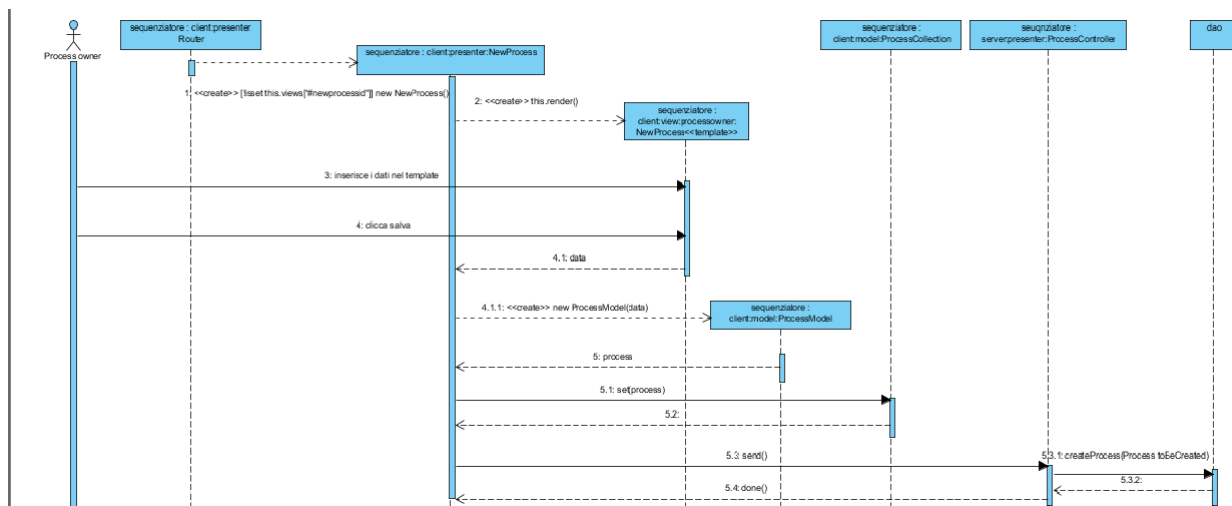 sequenziatore : client:presenter
Router
sequenziatore :
client:model:ProcessCollection
seuqnziatore :
server:presenter:ProcessController
dao
Process owner
sequenziatore : client:presenter:NewProcess
1: <<create>> [!isset this.views["#newprocessid"]] new NewProcess()
2: <<create>> this.render()
sequenziatore :
client:view:processowner:
NewProcess<<template>>
3: inserisce i dati nel template
4: clicca salva
4.1: data
4.1.1: <<create>> new ProcessModel(data)
sequenziatore :
client:model:ProcessModel
5: process
5.1: set(process)
5.2:
5.3: send()
5.3.1: createProcess(Process toBeCreated)
5.3.2:
5.4: done()